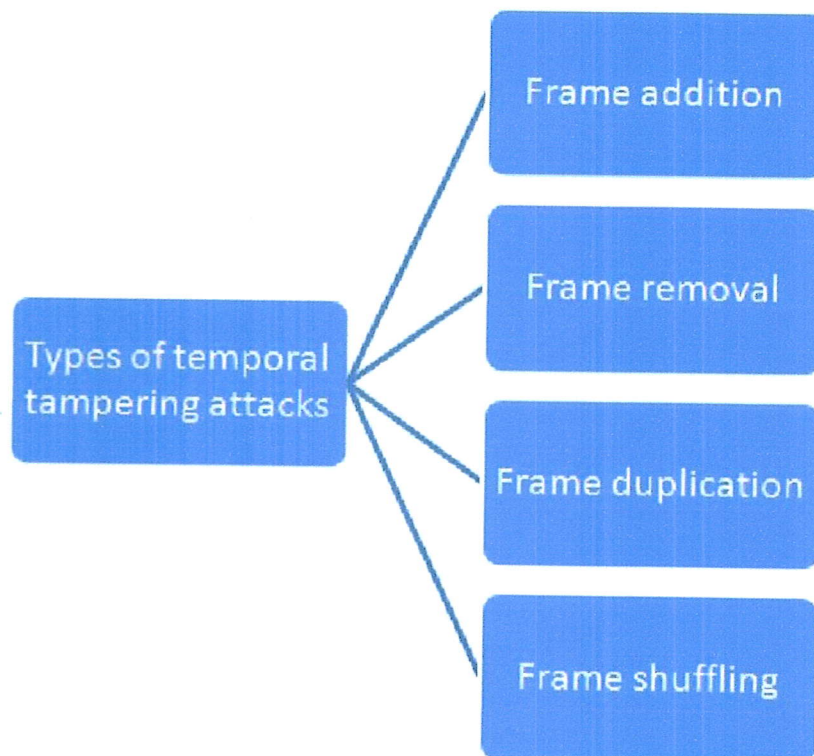 Types of temporal
tampering attacks
Frame addition
Frame removal
Frame duplication
Frame shuffling